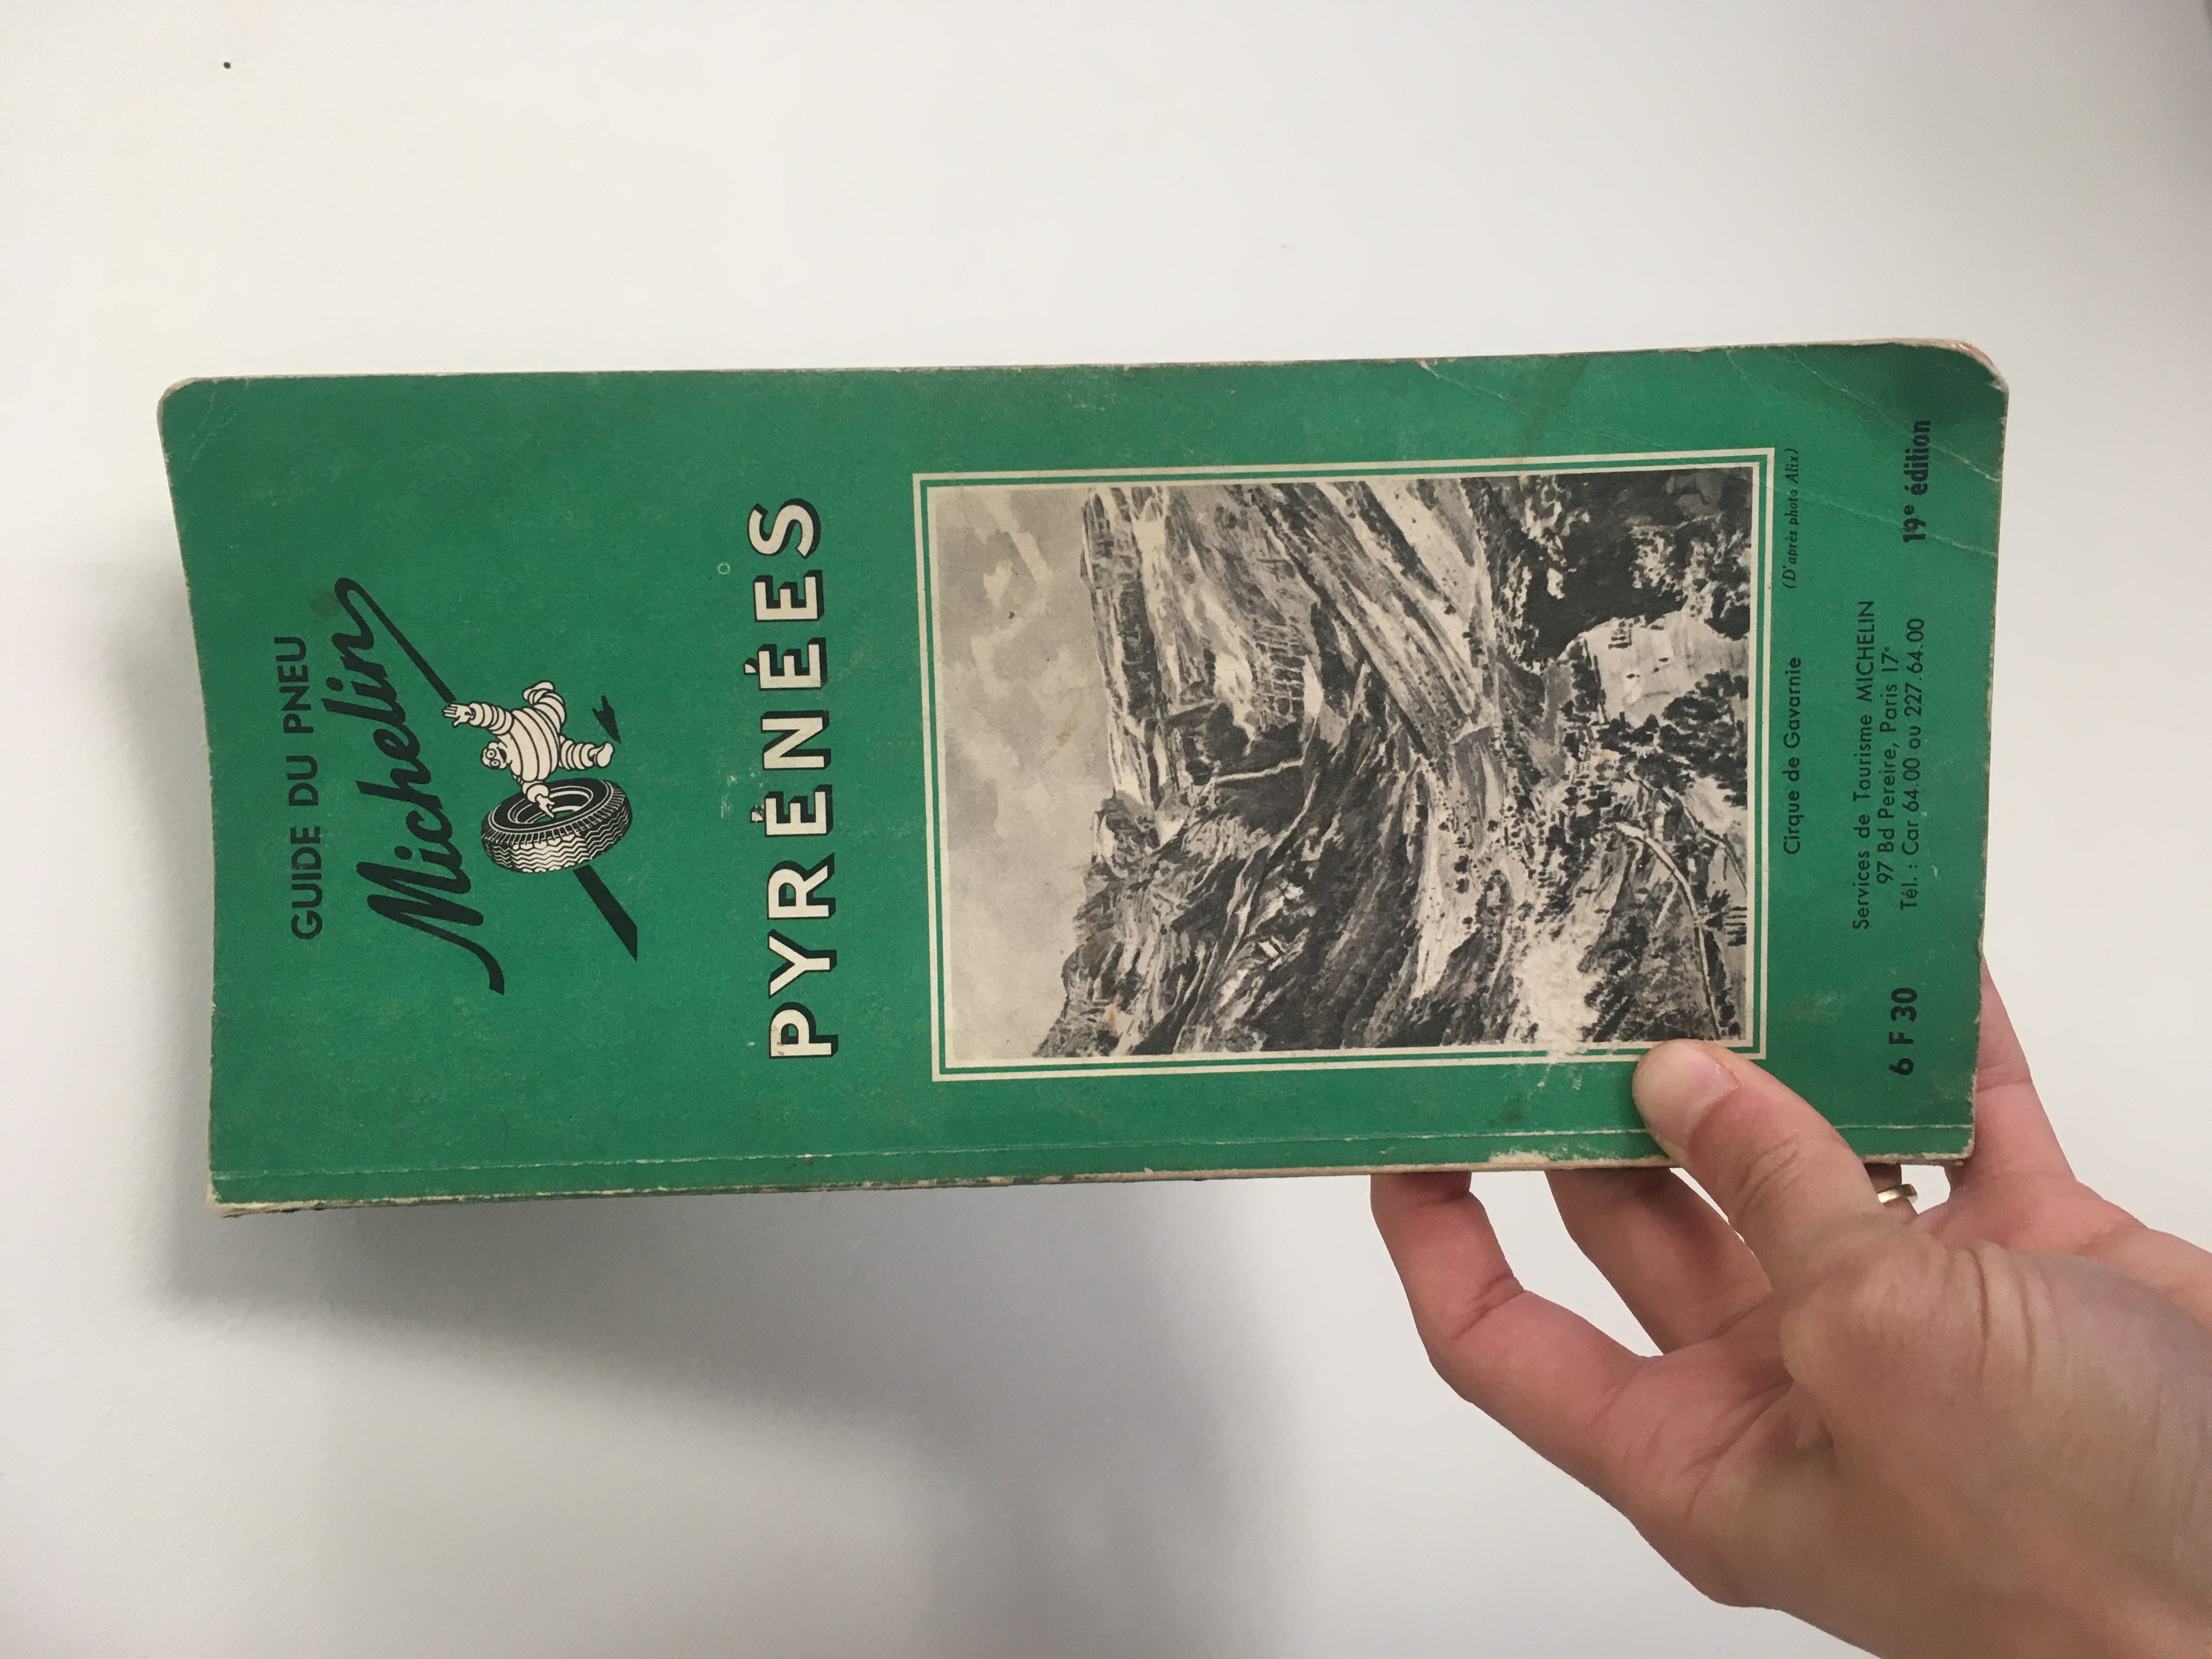 GUIDE DU PNEU
Michelin
PYRÉNÉES
Cirque de Gavarnie (D'après photo Alix)
Services de Tourisme MICHELIN
97 Bd Pereire, Paris 17e
6 F 30 Tél. : Car 64.00 ou 227.64.00 19e édition